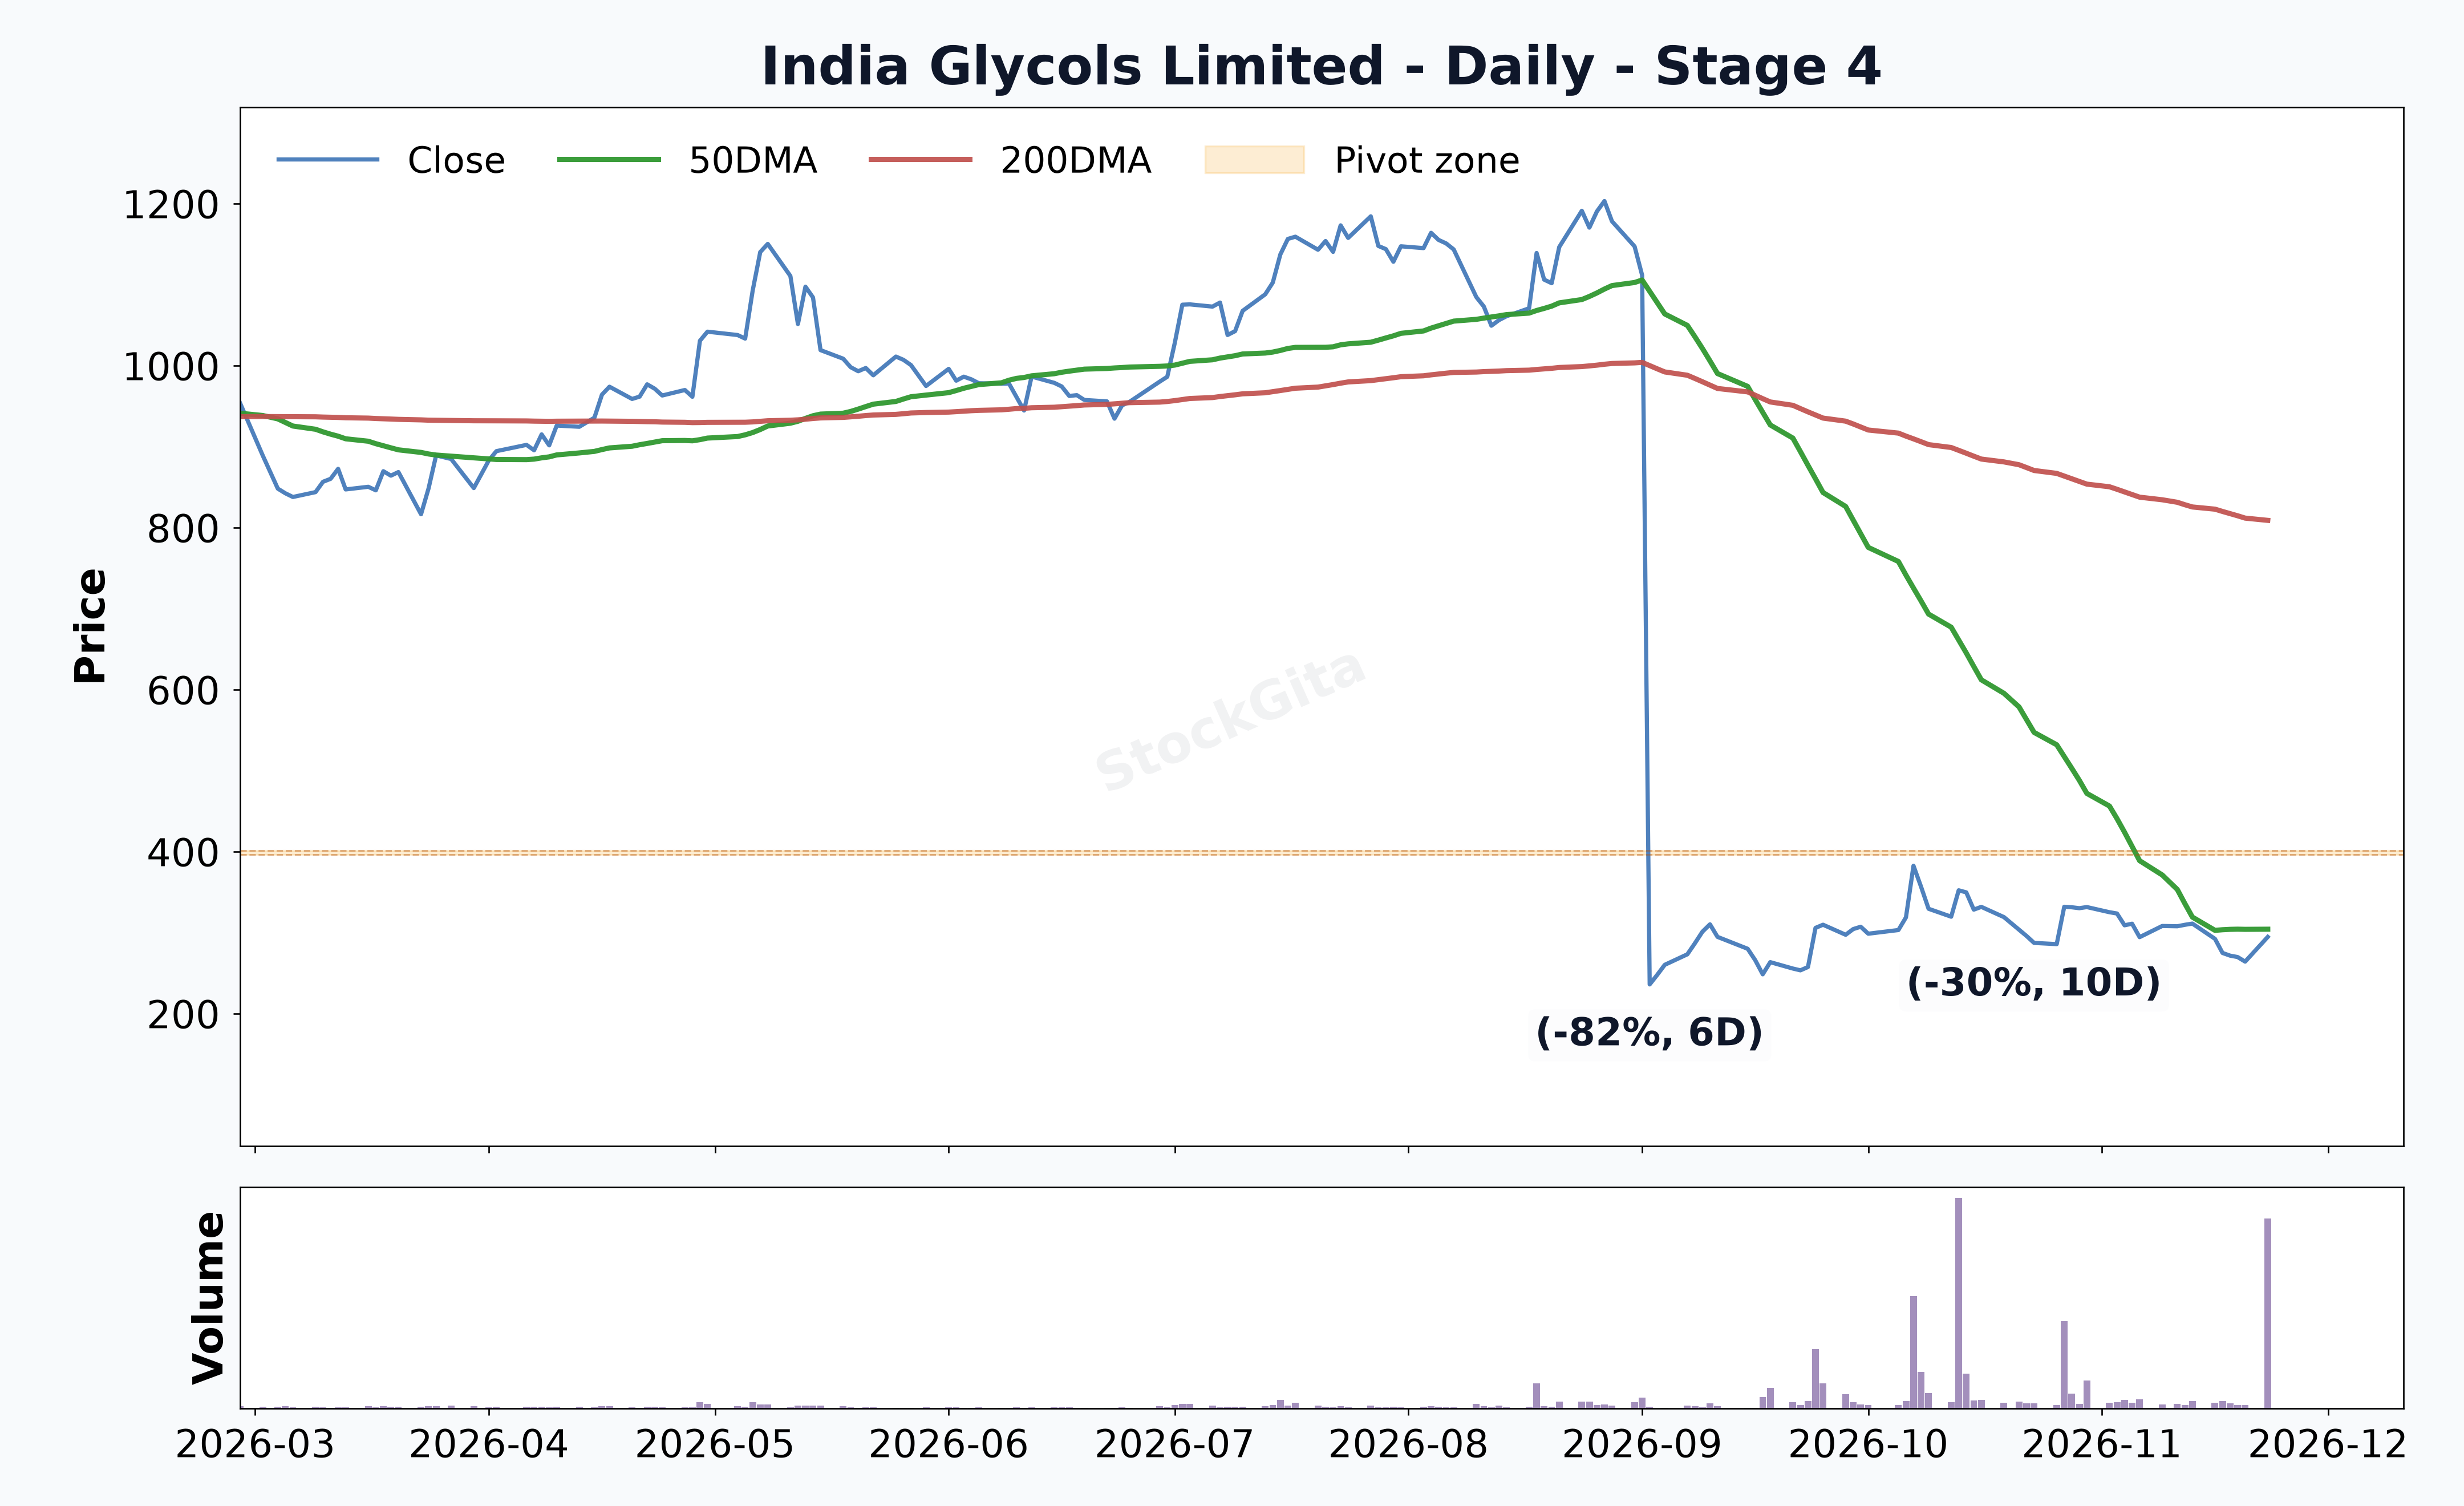 India Glycols Limited - Daily - Stage 4
Close 50DMA 200DMA Pivot zone
1200
1000
800
600
400
200
Price
StockGita
(-30%, 10D)
(-82%, 6D)
Volume
2026-03 2026-04 2026-05 2026-06 2026-07 2026-08 2026-09 2026-10 2026-11 2026-12